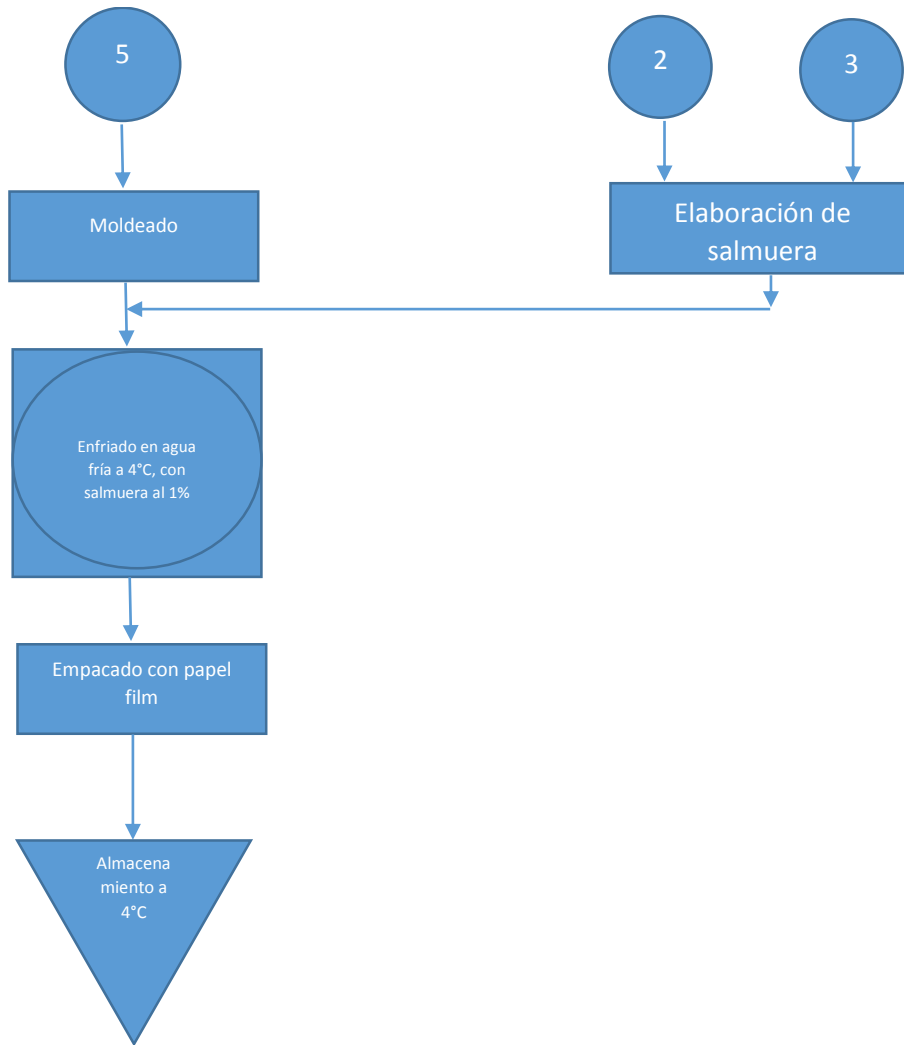 5
2
3
Moldeado
Elaboración de
salmuera
Enfriado en agua
fría a 4°C, con
salmuera al 1%
Empacado con papel
film
Almacena
miento a
4°C